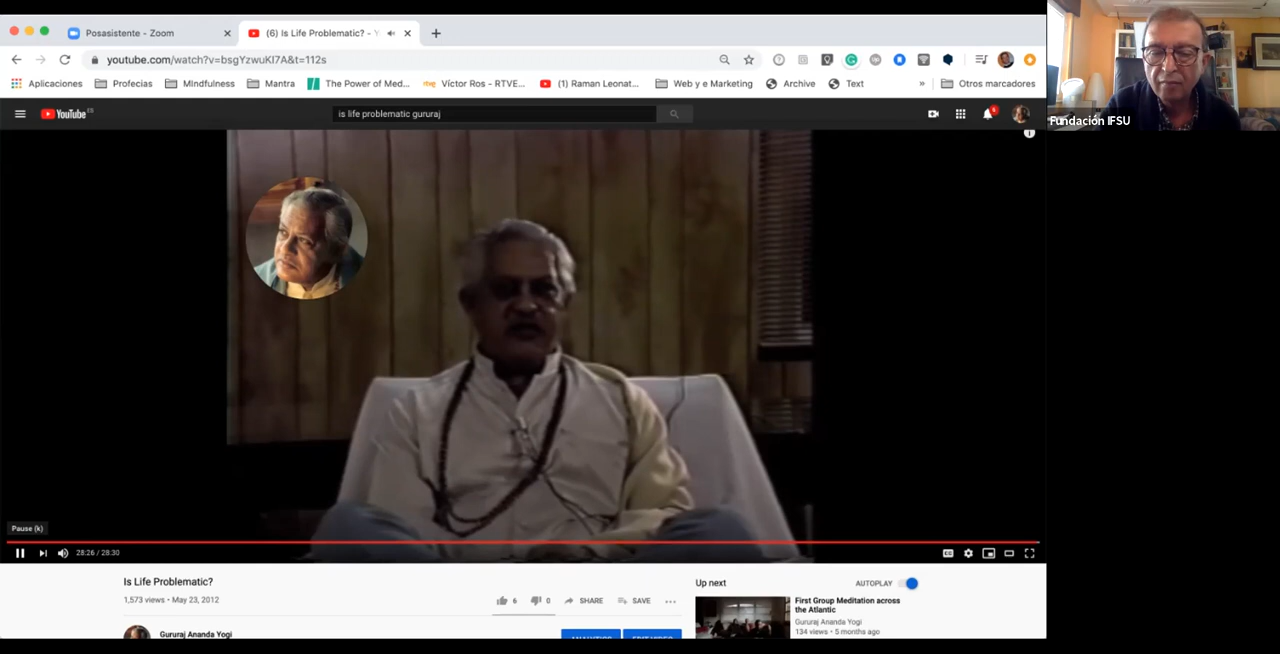 Posasistente - Zoom
(6) Is Life Problematic? -
youtube.com/watch?v=bsgYzwuKI7A&t=112s
Aplicaciones
Profecias
Mindfulness
Mantra
The Power of Med...
Víctor Ros – RTVE...
(1) Raman Leonat...
Web y e Marketing
Archive
Text
»
Otros marcadores
YouTube ES
is life problematic gururaj
Fundación IFSU
Pause (k)
28:26 / 28:30
Is Life Problematic?
1,573 views • May 23, 2012
6
0
SHARE
SAVE
Gururaj Ananda Yogi
ANALYTICS
EDIT VIDEO
Up next
AUTOPLAY
First Group Meditation across
the Atlantic
Gururaj Ananda Yogi
134 views • 5 months ago